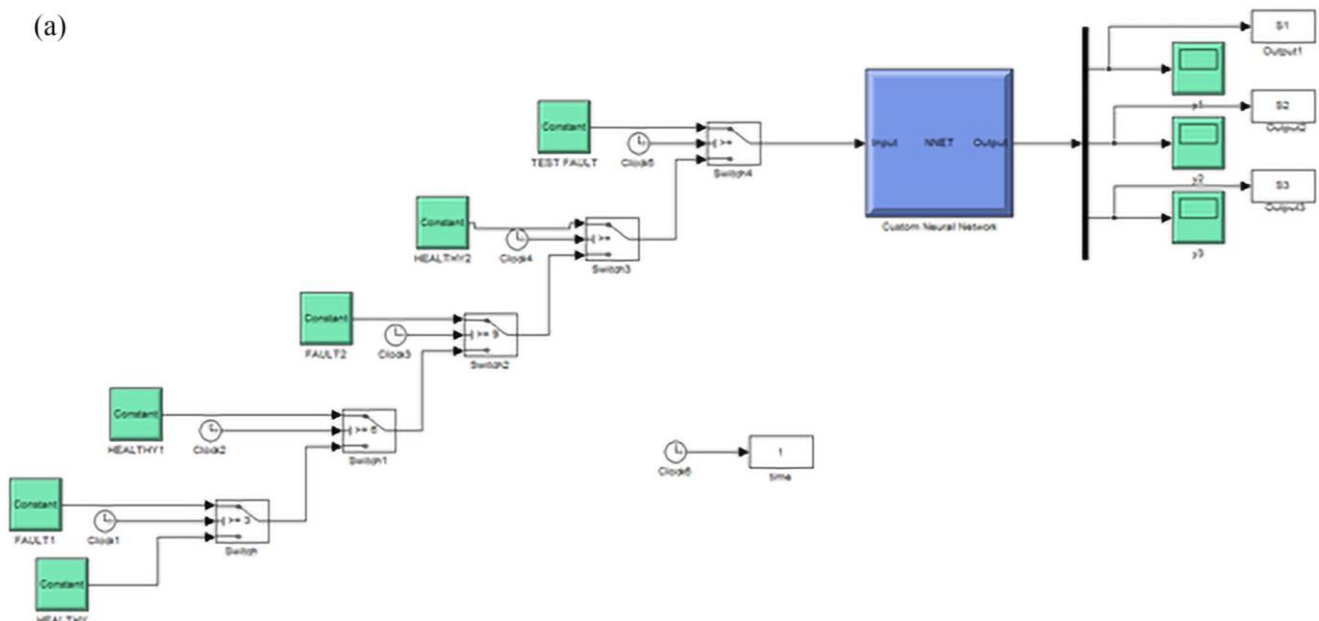 (a)
S1
Output1
y1
S2
Output2
y2
S3
Output3
y3
Constant
TEST FAULT
Clock5
>=
Switch4
Input NNET Output
Custom Neural Network
Constant
HEALTHY2
Clock4
>=
Switch3
Constant
FAULT2
Clock3
>= 9
Switch2
Constant
HEALTHY1
Clock2
>= 6
Switch1
Clock6
time
Constant
FAULT1
Clock1
>= 3
Switch
Constant
HEALTHY